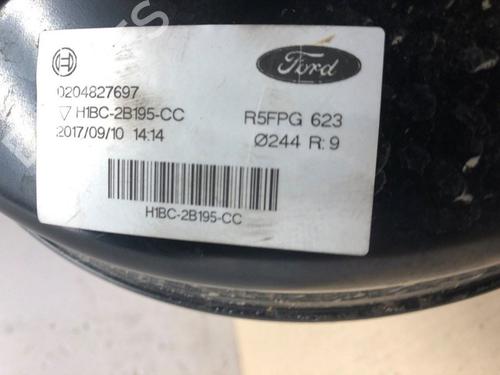 Ford
0204827697
H1BC-2B195-CC R5FPG 623
2017/09/10 14:14 Ø244 R:9
H1BC-2B195-CC